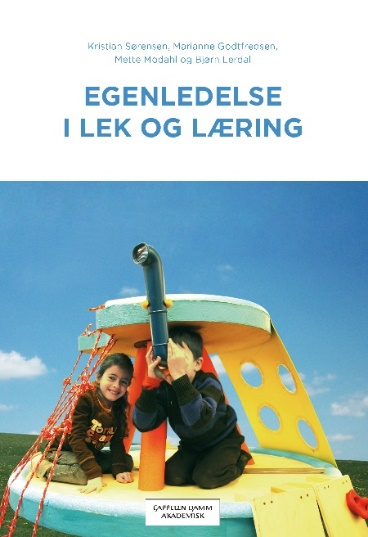 Kristian Sørensen, Marianne Godtfredsen,
Mette Modahl og Bjørn Lerdal
EGENLEDELSE
I LEK OG LÆRING
CAPPELEN DAMM
AKADEMISK